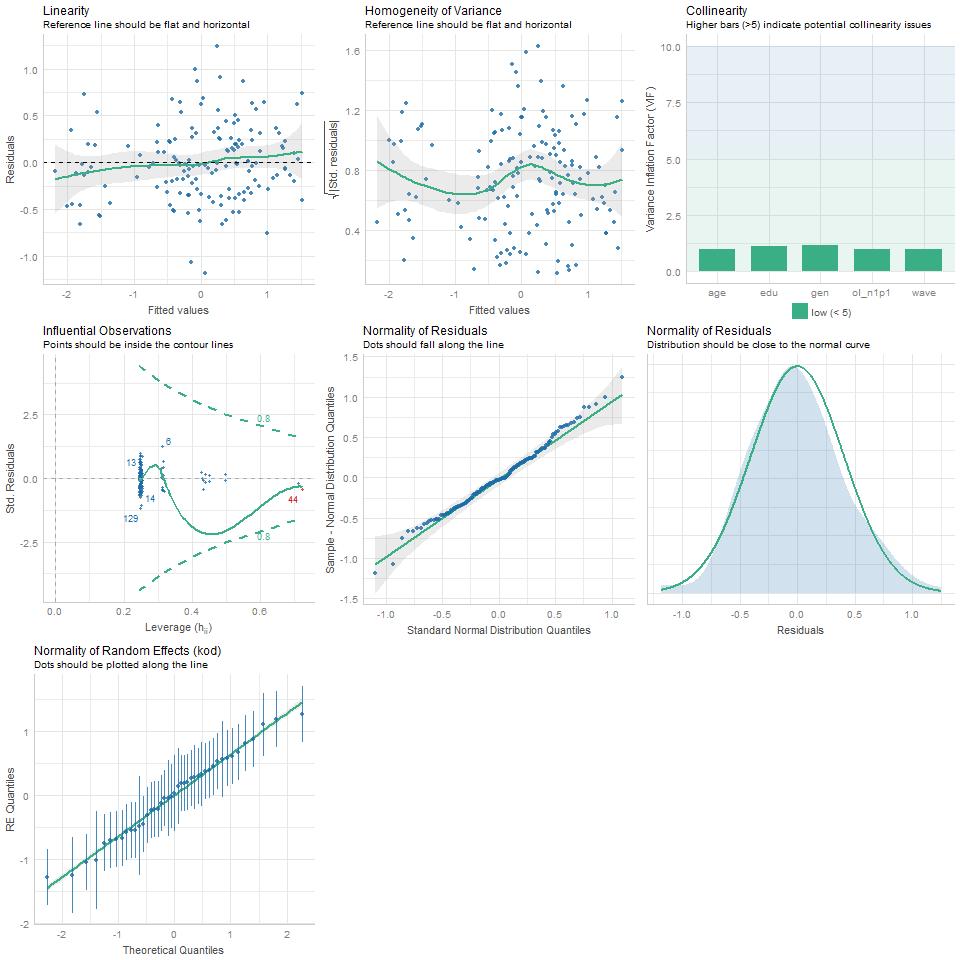 Linearity
Reference line should be flat and horizontal
1.0
0.5
0.0
-0.5
-1.0
Residuals
-2
-1
0
1
Fitted values
Homogeneity of Variance
Reference line should be flat and horizontal
1.6
1.2
0.8
0.4
√|Std. residuals|
-2
-1
0
1
Fitted values
Collinearity
Higher bars (>5) indicate potential collinearity issues
10.0
7.5
5.0
2.5
0.0
Variance Inflation Factor (VIF)
age
edu
gen
ol_n1p1
wave
low (< 5)
Influential Observations
Points should be inside the contour lines
2.5
0.0
-2.5
Std. Residuals
0.8
6
13
14
44
129
0.8
0.0
0.2
0.4
0.6
Leverage (hii)
Normality of Residuals
Dots should fall along the line
1.5
1.0
0.5
0.0
-0.5
-1.0
-1.5
Sample - Normal Distribution Quantiles
-1.0
-0.5
0.0
0.5
1.0
Standard Normal Distribution Quantiles
Normality of Residuals
Distribution should be close to the normal curve
-1.0
-0.5
0.0
0.5
1.0
Residuals
Normality of Random Effects (kod)
Dots should be plotted along the line
1
0
-1
-2
RE Quantiles
-2
-1
0
1
2
Theoretical Quantiles